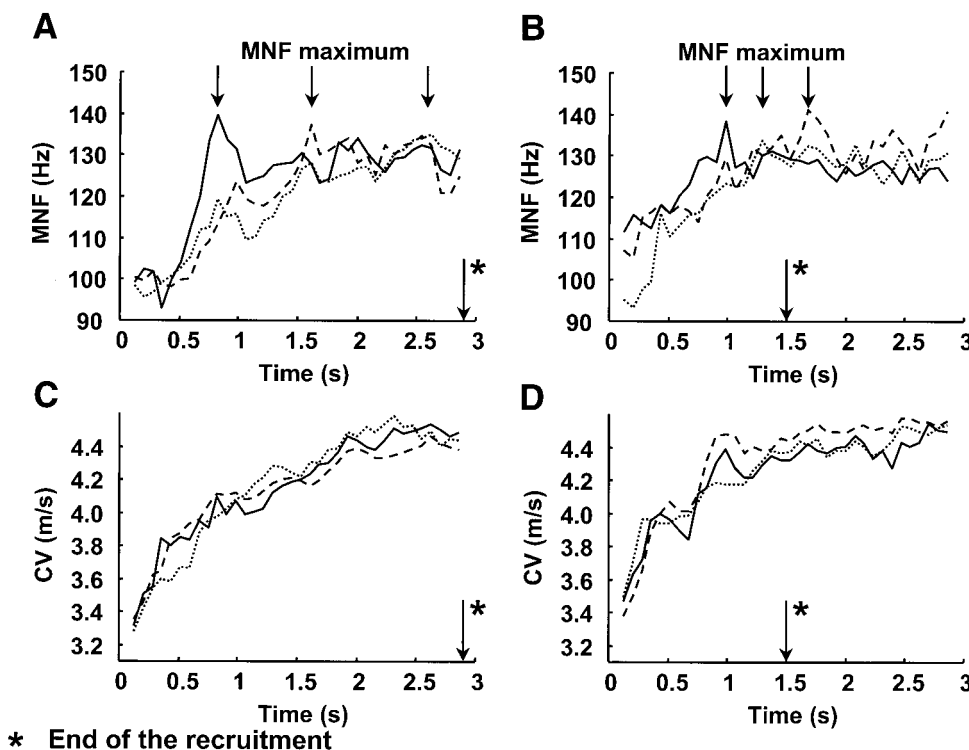 A
MNF maximum
MNF (Hz)
150
140
130
120
110
100
90
*
0 0.5 1 1.5 2 2.5 3
Time (s)
B
MNF maximum
MNF (Hz)
150
140
130
120
110
100
90
*
0 0.5 1 1.5 2 2.5 3
Time (s)
C
CV (m/s)
4.4
4.2
4.0
3.8
3.6
3.4
3.2
*
0 0.5 1 1.5 2 2.5 3
Time (s)
D
CV (m/s)
4.4
4.2
4.0
3.8
3.6
3.4
3.2
*
0 0.5 1 1.5 2 2.5 3
Time (s)
* End of the recruitment